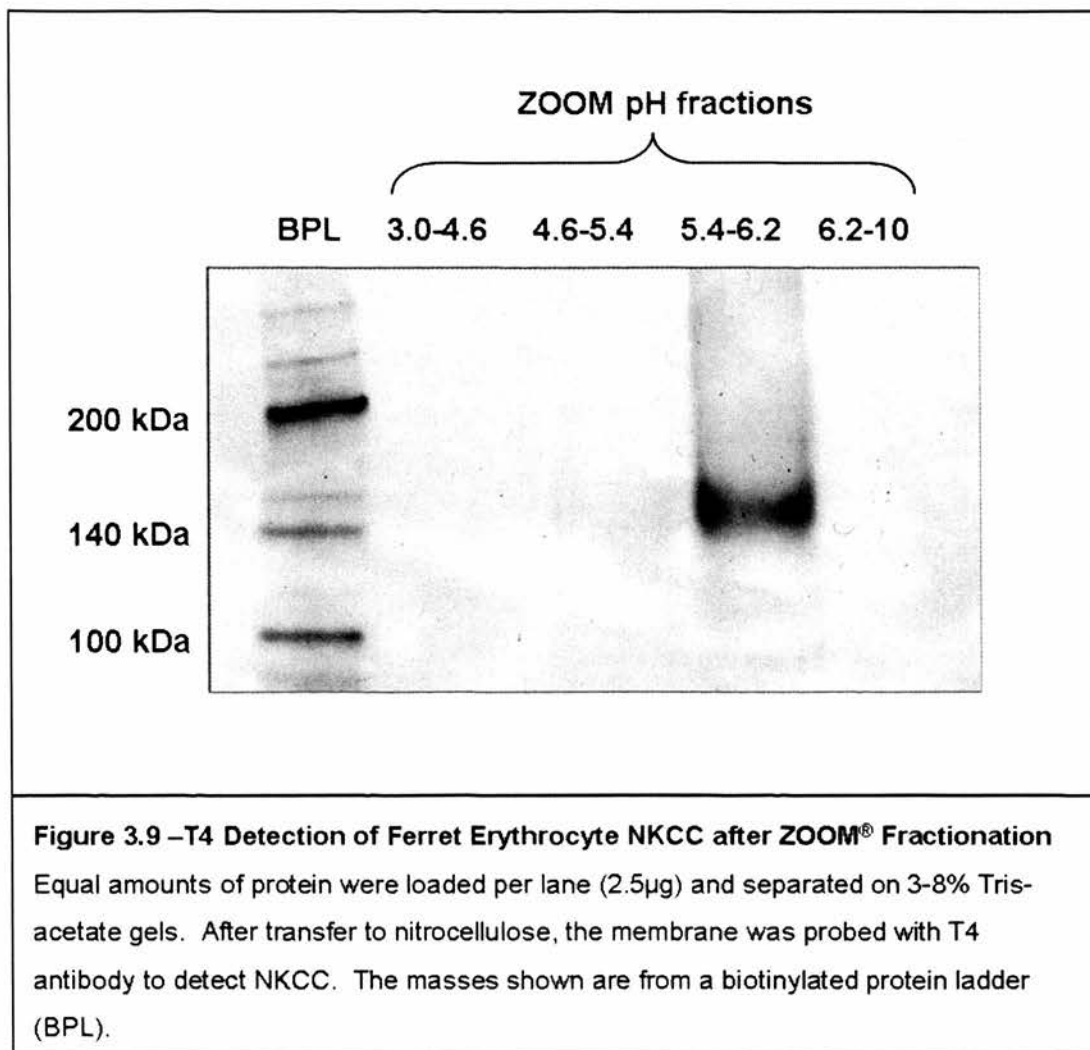 ZOOM pH fractions
BPL 3.0-4.6 4.6-5.4 5.4-6.2 6.2-10
200 kDa
140 kDa
100 kDa
Figure 3.9 –T4 Detection of Ferret Erythrocyte NKCC after ZOOM® Fractionation
Equal amounts of protein were loaded per lane (2.5µg) and separated on 3-8% Tris-
acetate gels. After transfer to nitrocellulose, the membrane was probed with T4
antibody to detect NKCC. The masses shown are from a biotinylated protein ladder
(BPL).